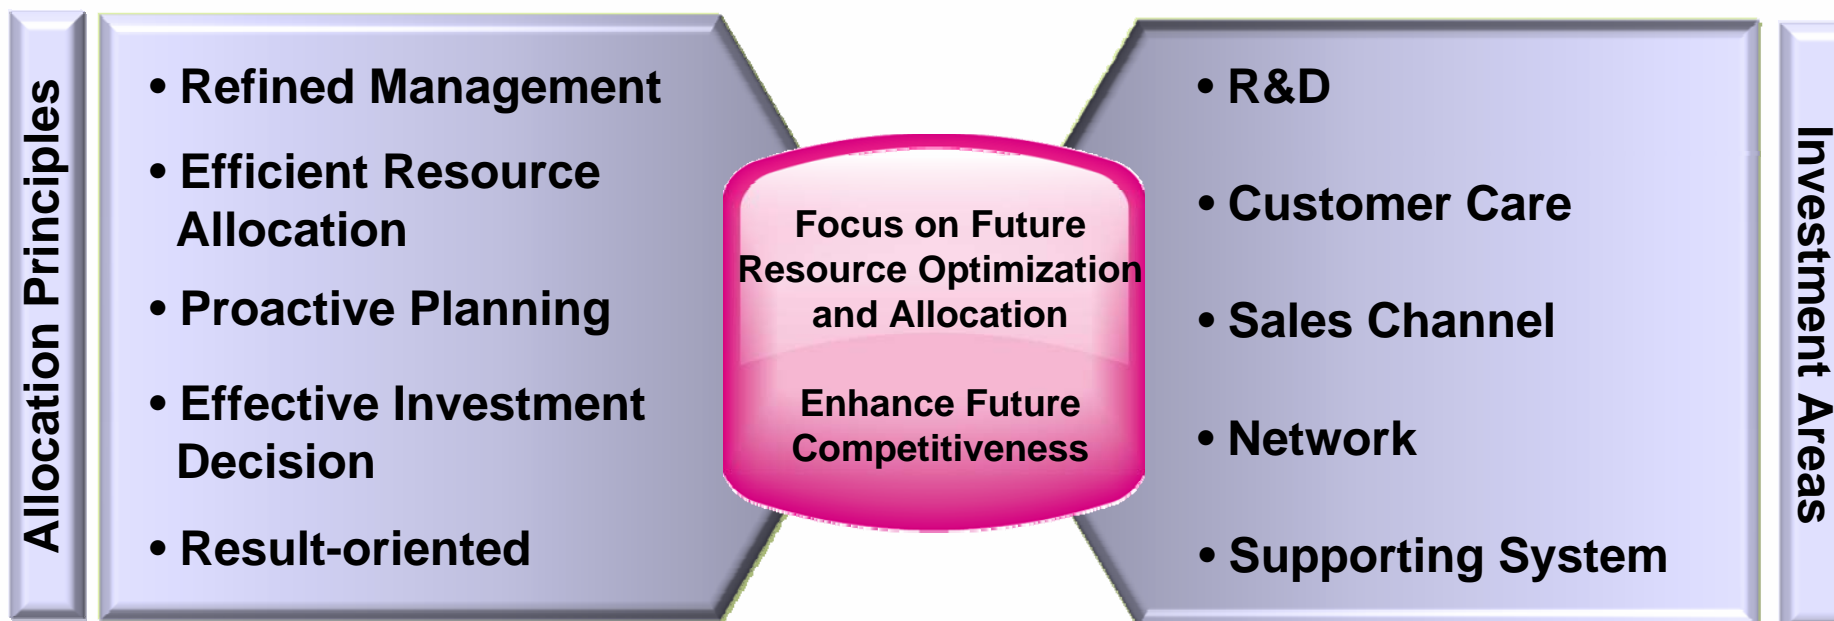 Allocation Principles
• Refined Management
• Efficient Resource
Allocation
• Proactive Planning
• Effective Investment
Decision
• Result-oriented
Focus on Future
Resource Optimization
and Allocation
Enhance Future
Competitiveness
• R&D
• Customer Care
• Sales Channel
• Network
• Supporting System
Investment Areas